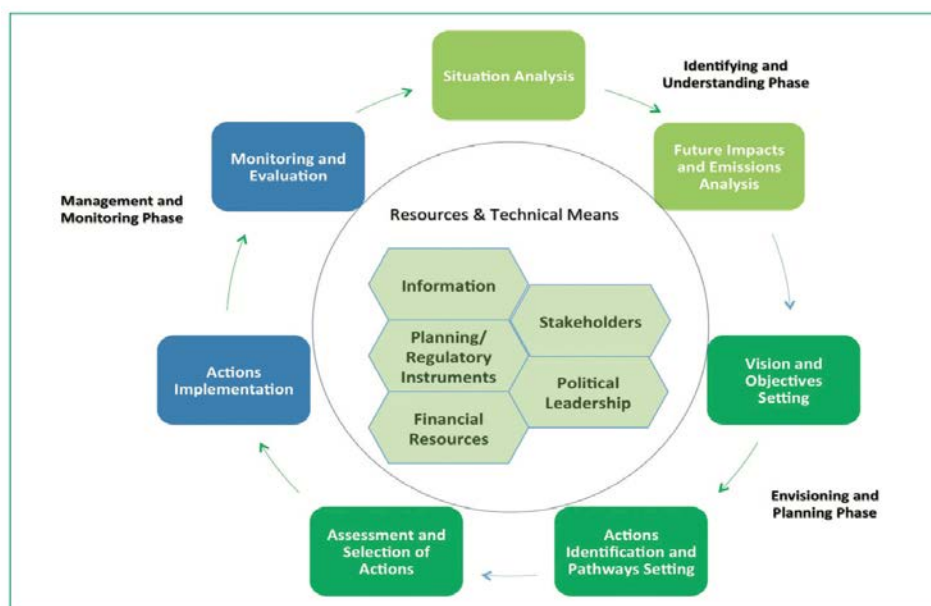 Situation Analysis
Identifying and
Understanding Phase
Future Impacts
and Emissions
Analysis
Monitoring and
Evaluation
Management and
Monitoring Phase
Resources & Technical Means
Information
Stakeholders
Planning/
Regulatory
Instruments
Political
Leadership
Financial
Resources
Actions
Implementation
Vision and
Objectives
Setting
Envisioning and
Planning Phase
Assessment and
Selection of
Actions
Actions
Identification and
Pathways Setting